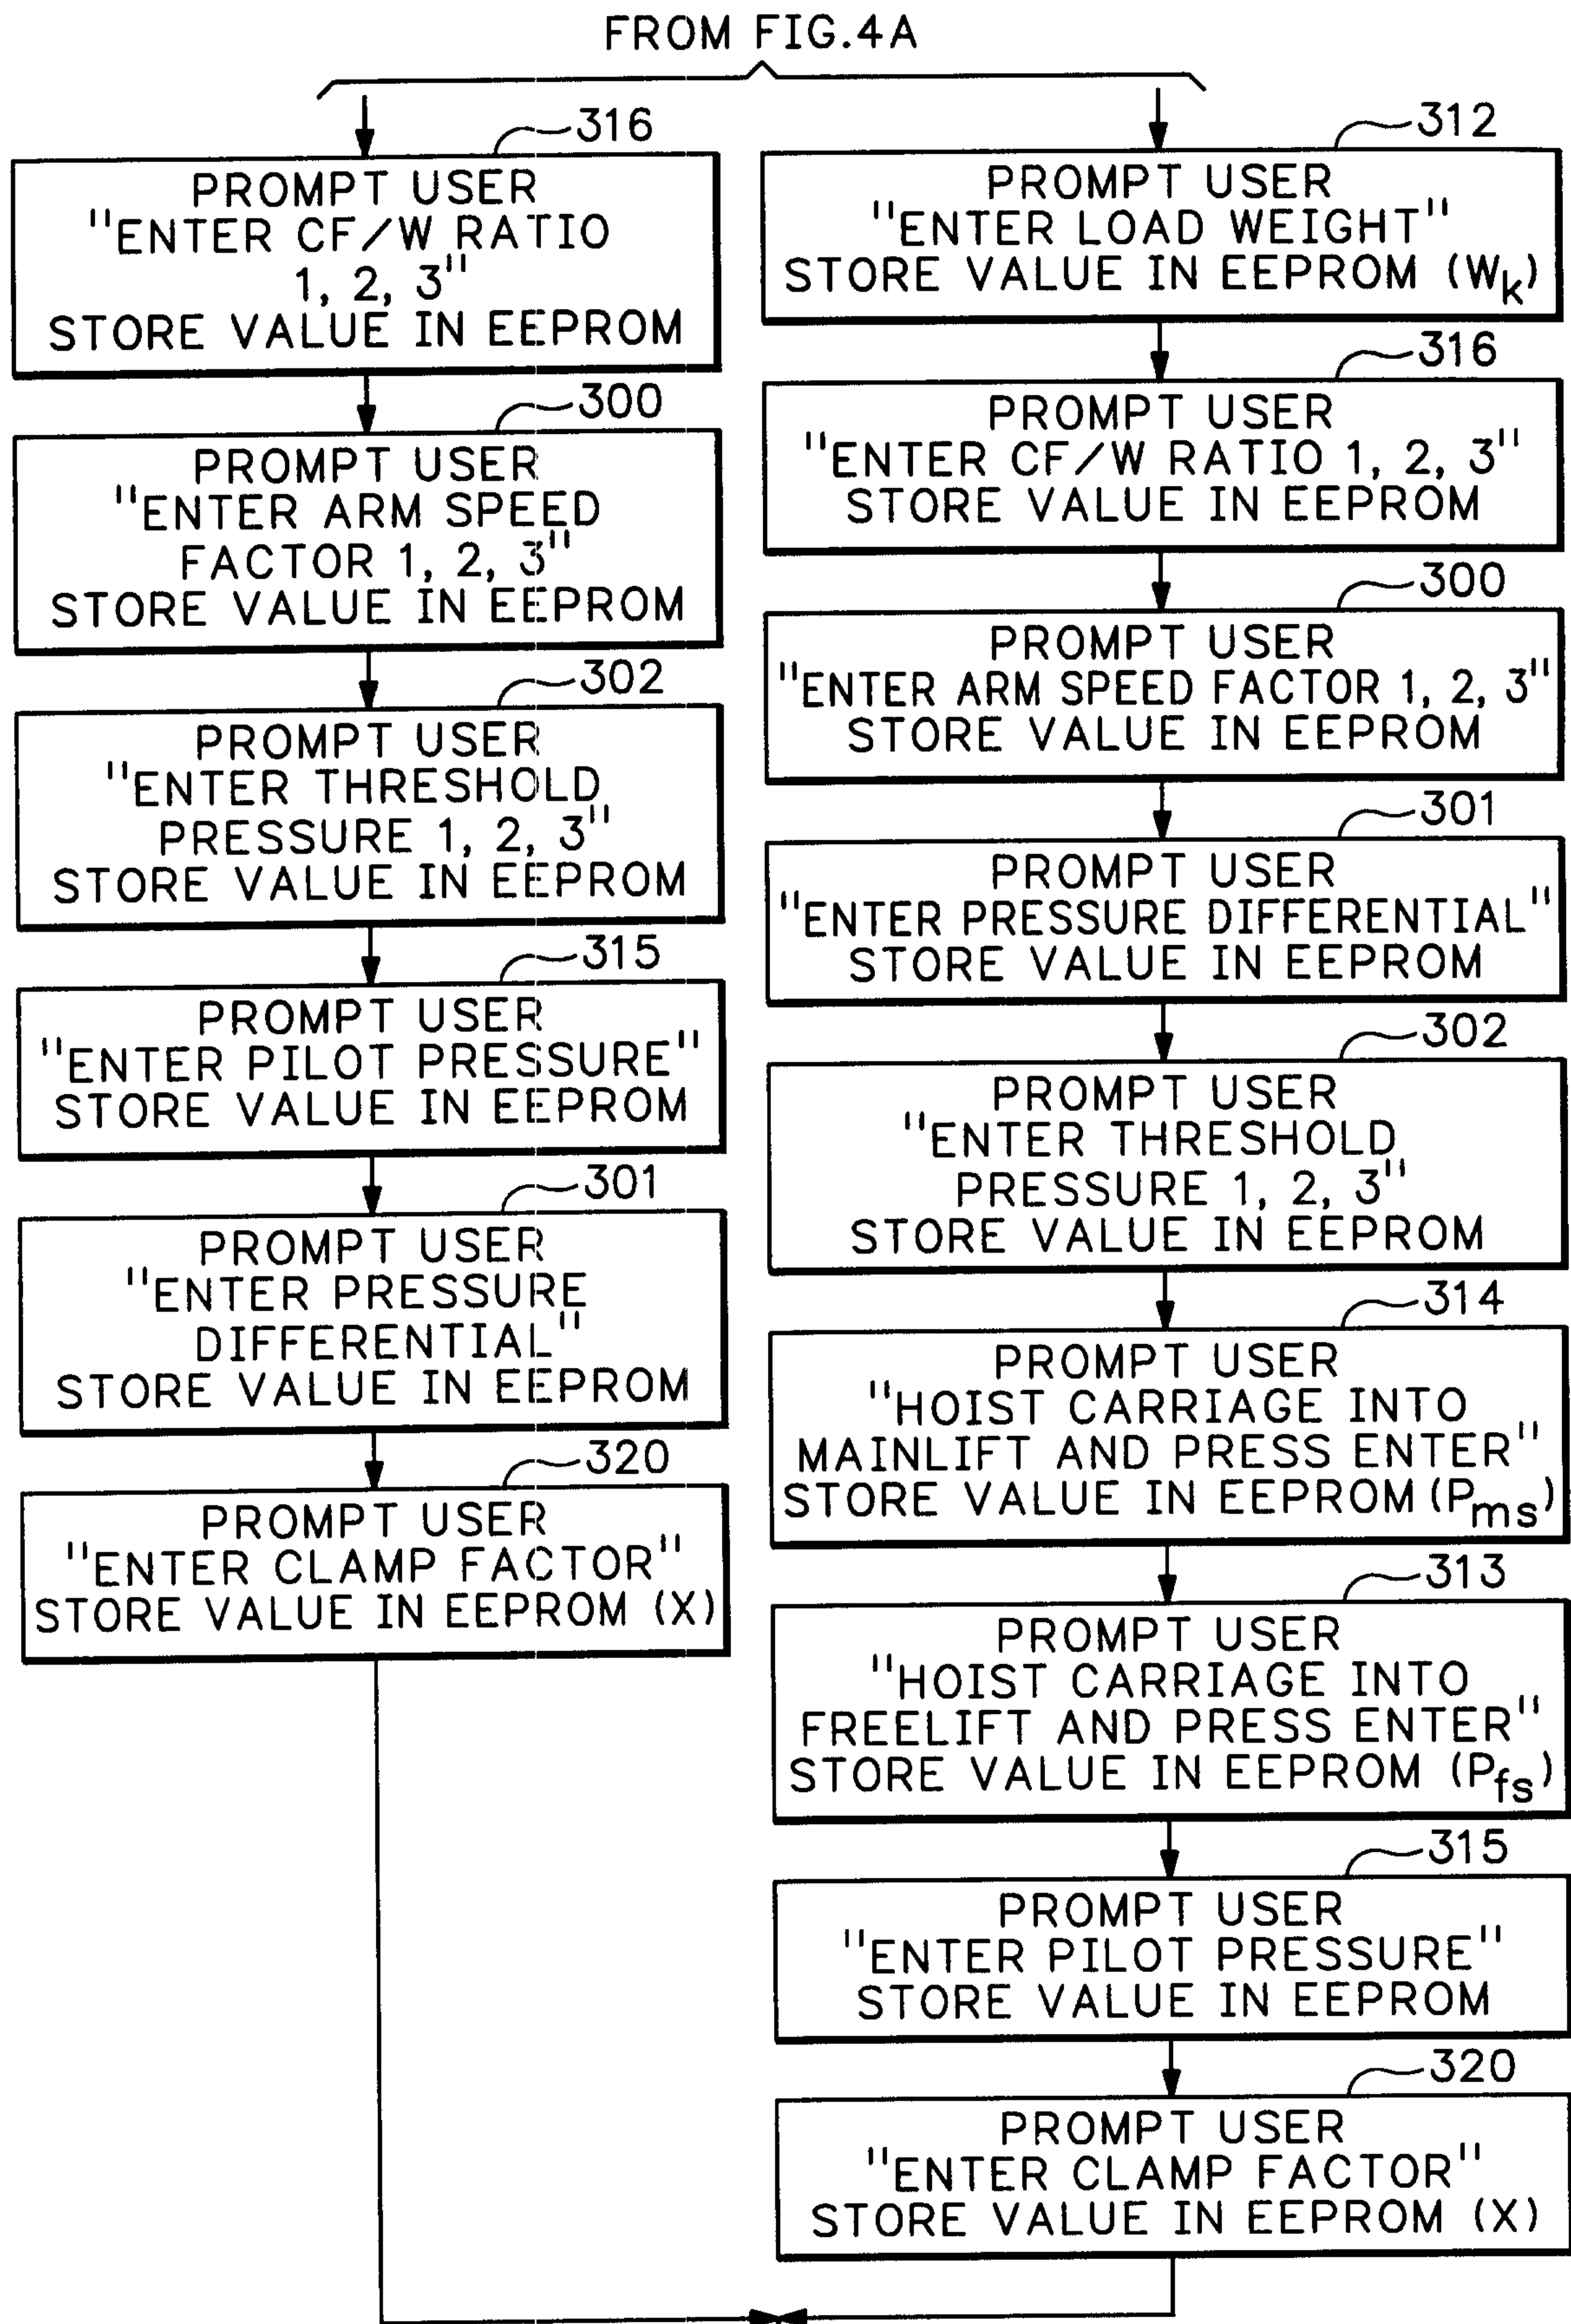 FROM FIG.4A
316
PROMPT USER
"ENTER CF/W RATIO
1, 2, 3"
STORE VALUE IN EEPROM
300
PROMPT USER
"ENTER ARM SPEED
FACTOR 1, 2, 3"
STORE VALUE IN EEPROM
302
PROMPT USER
"ENTER THRESHOLD
PRESSURE 1, 2, 3"
STORE VALUE IN EEPROM
315
PROMPT USER
"ENTER PILOT PRESSURE"
STORE VALUE IN EEPROM
301
PROMPT USER
"ENTER PRESSURE
DIFFERENTIAL"
STORE VALUE IN EEPROM
320
PROMPT USER
"ENTER CLAMP FACTOR"
STORE VALUE IN EEPROM (X)
312
PROMPT USER
"ENTER LOAD WEIGHT"
STORE VALUE IN EEPROM (Wk)
316
PROMPT USER
"ENTER CF/W RATIO 1, 2, 3"
STORE VALUE IN EEPROM
300
PROMPT USER
"ENTER ARM SPEED FACTOR 1, 2, 3"
STORE VALUE IN EEPROM
301
PROMPT USER
"ENTER PRESSURE DIFFERENTIAL"
STORE VALUE IN EEPROM
302
PROMPT USER
"ENTER THRESHOLD
PRESSURE 1, 2, 3"
STORE VALUE IN EEPROM
314
PROMPT USER
"HOIST CARRIAGE INTO
MAINLIFT AND PRESS ENTER"
STORE VALUE IN EEPROM (Pms)
313
PROMPT USER
"HOIST CARRIAGE INTO
FREELIFT AND PRESS ENTER"
STORE VALUE IN EEPROM (Pfs)
315
PROMPT USER
"ENTER PILOT PRESSURE"
STORE VALUE IN EEPROM
320
PROMPT USER
"ENTER CLAMP FACTOR"
STORE VALUE IN EEPROM (X)